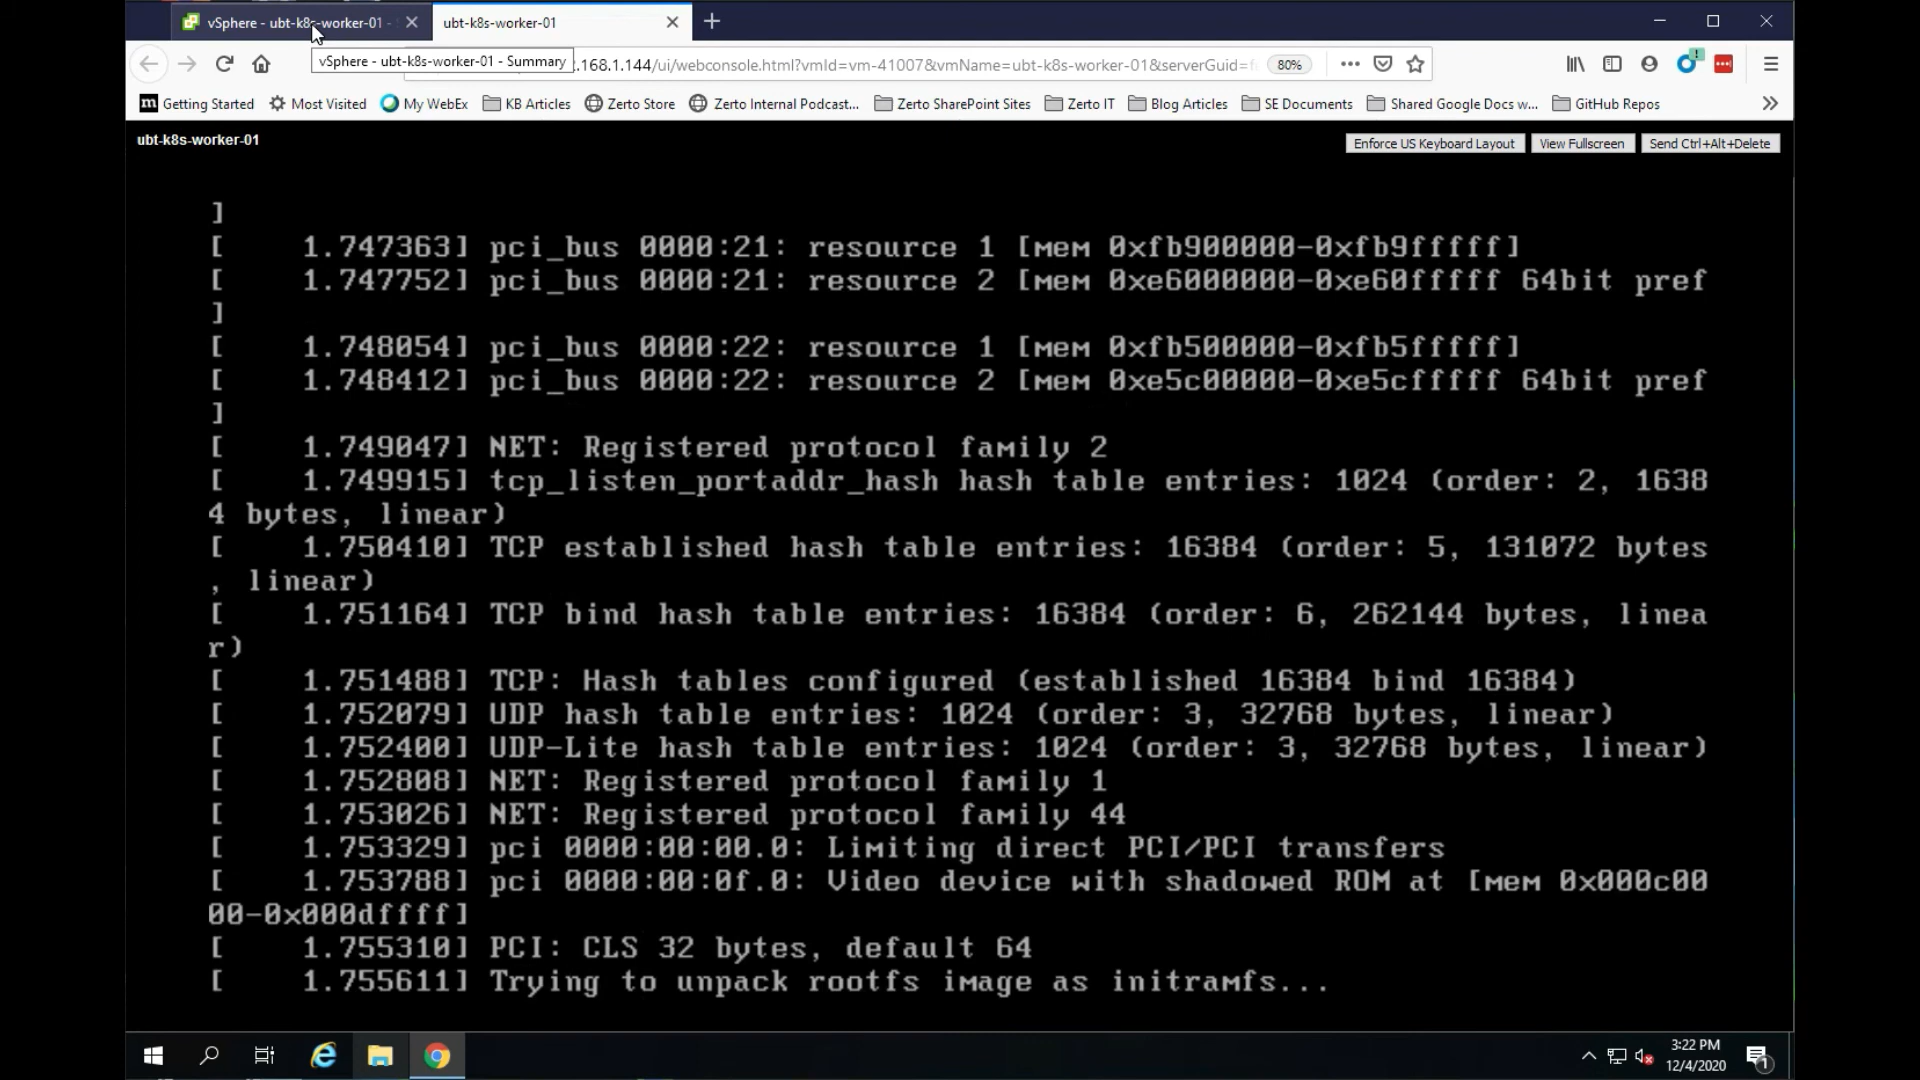 vSphere - ubt-k8s-worker-01 -
ubt-k8s-worker-01
vSphere - ubt-k8s-worker-01 - Summary
.168.1.144/ui/webconsole.html?vmId=vm-41007&vmName=ubt-k8s-worker-01&serverGuid=f
80%
Getting Started
Most Visited
My WebEx
KB Articles
Zerto Store
Zerto Internal Podcast...
Zerto SharePoint Sites
Zerto IT
Blog Articles
SE Documents
Shared Google Docs w...
GitHub Repos
ubt-k8s-worker-01
Enforce US Keyboard Layout
View Fullscreen
Send Ctrl+Alt+Delete
]
[ 1.747363] pci_bus 0000:21: resource 1 [mem 0xfb900000-0xfb9fffff]
[ 1.747752] pci_bus 0000:21: resource 2 [mem 0xe6000000-0xe60fffff 64bit pref
]
[ 1.748054] pci_bus 0000:22: resource 1 [mem 0xfb500000-0xfb5fffff]
[ 1.748412] pci_bus 0000:22: resource 2 [mem 0xe5c00000-0xe5cfffff 64bit pref
]
[ 1.749047] NET: Registered protocol family 2
[ 1.749915] tcp_listen_portaddr_hash hash table entries: 1024 (order: 2, 1638
4 bytes, linear)
[ 1.750410] TCP established hash table entries: 16384 (order: 5, 131072 bytes
, linear)
[ 1.751164] TCP bind hash table entries: 16384 (order: 6, 262144 bytes, linea
r)
[ 1.751488] TCP: Hash tables configured (established 16384 bind 16384)
[ 1.752079] UDP hash table entries: 1024 (order: 3, 32768 bytes, linear)
[ 1.752400] UDP-Lite hash table entries: 1024 (order: 3, 32768 bytes, linear)
[ 1.752808] NET: Registered protocol family 1
[ 1.753026] NET: Registered protocol family 44
[ 1.753329] pci 0000:00:00.0: Limiting direct PCI/PCI transfers
[ 1.753788] pci 0000:00:0f.0: Video device with shadowed ROM at [mem 0x000c00
00-0x000dffff]
[ 1.755310] PCI: CLS 32 bytes, default 64
[ 1.755611] Trying to unpack rootfs image as initramfs...
3:22 PM
12/4/2020
1